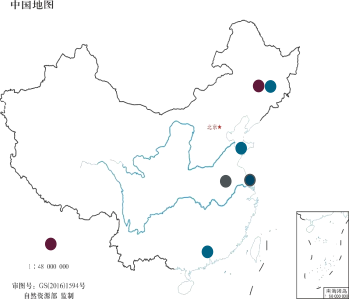 中国地图
北京★
1：48 000 000
审图号：GS(2016)1594号
自然资源部 监制
南海诸岛